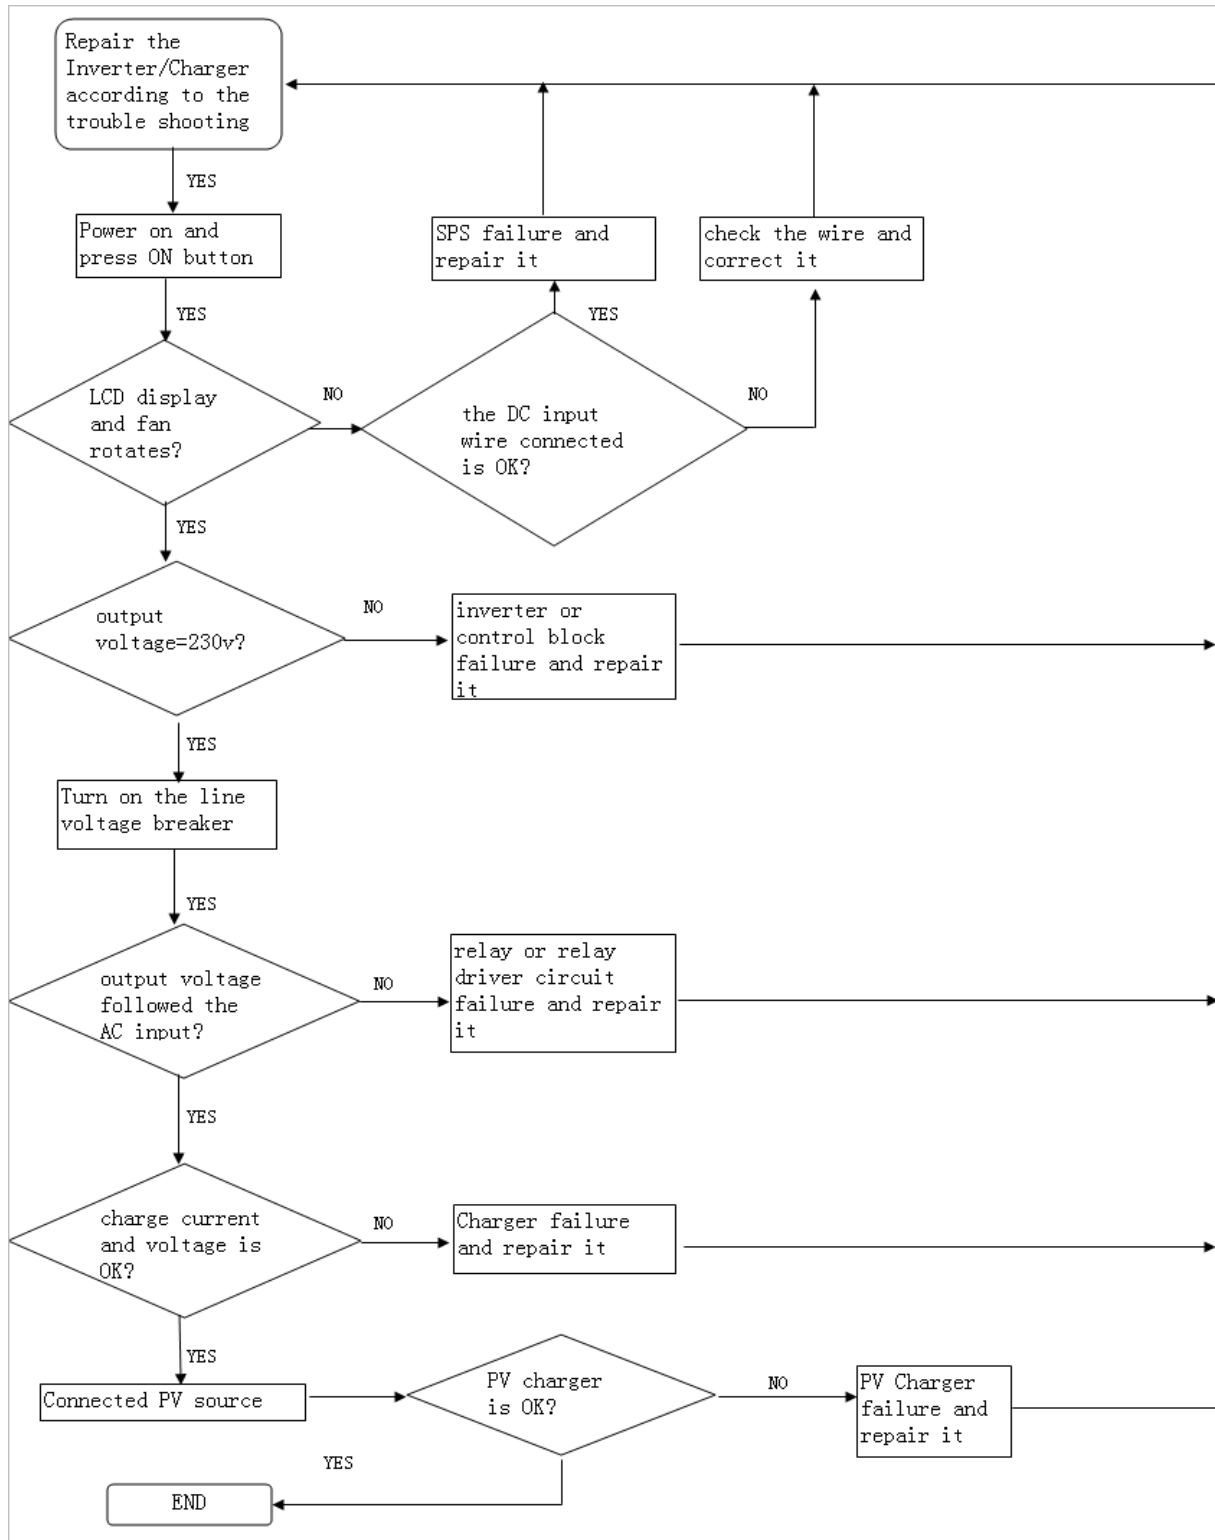 Repair the
Inverter/Charger
according to the
trouble shooting
YES
Power on and
press ON button
SPS failure and
repair it
check the wire and
correct it
YES
YES
LCD display
and fan
rotates?
NO
the DC input
wire connected
is OK?
NO
YES
output
voltage=230v?
NO
inverter or
control block
failure and repair
it
YES
Turn on the line
voltage breaker
YES
output voltage
followed the
AC input?
NO
relay or relay
driver circuit
failure and repair
it
YES
charge current
and voltage is
OK?
NO
Charger failure
and repair it
YES
Connected PV source
PV charger
is OK?
NO
PV Charger
failure and
repair it
YES
END